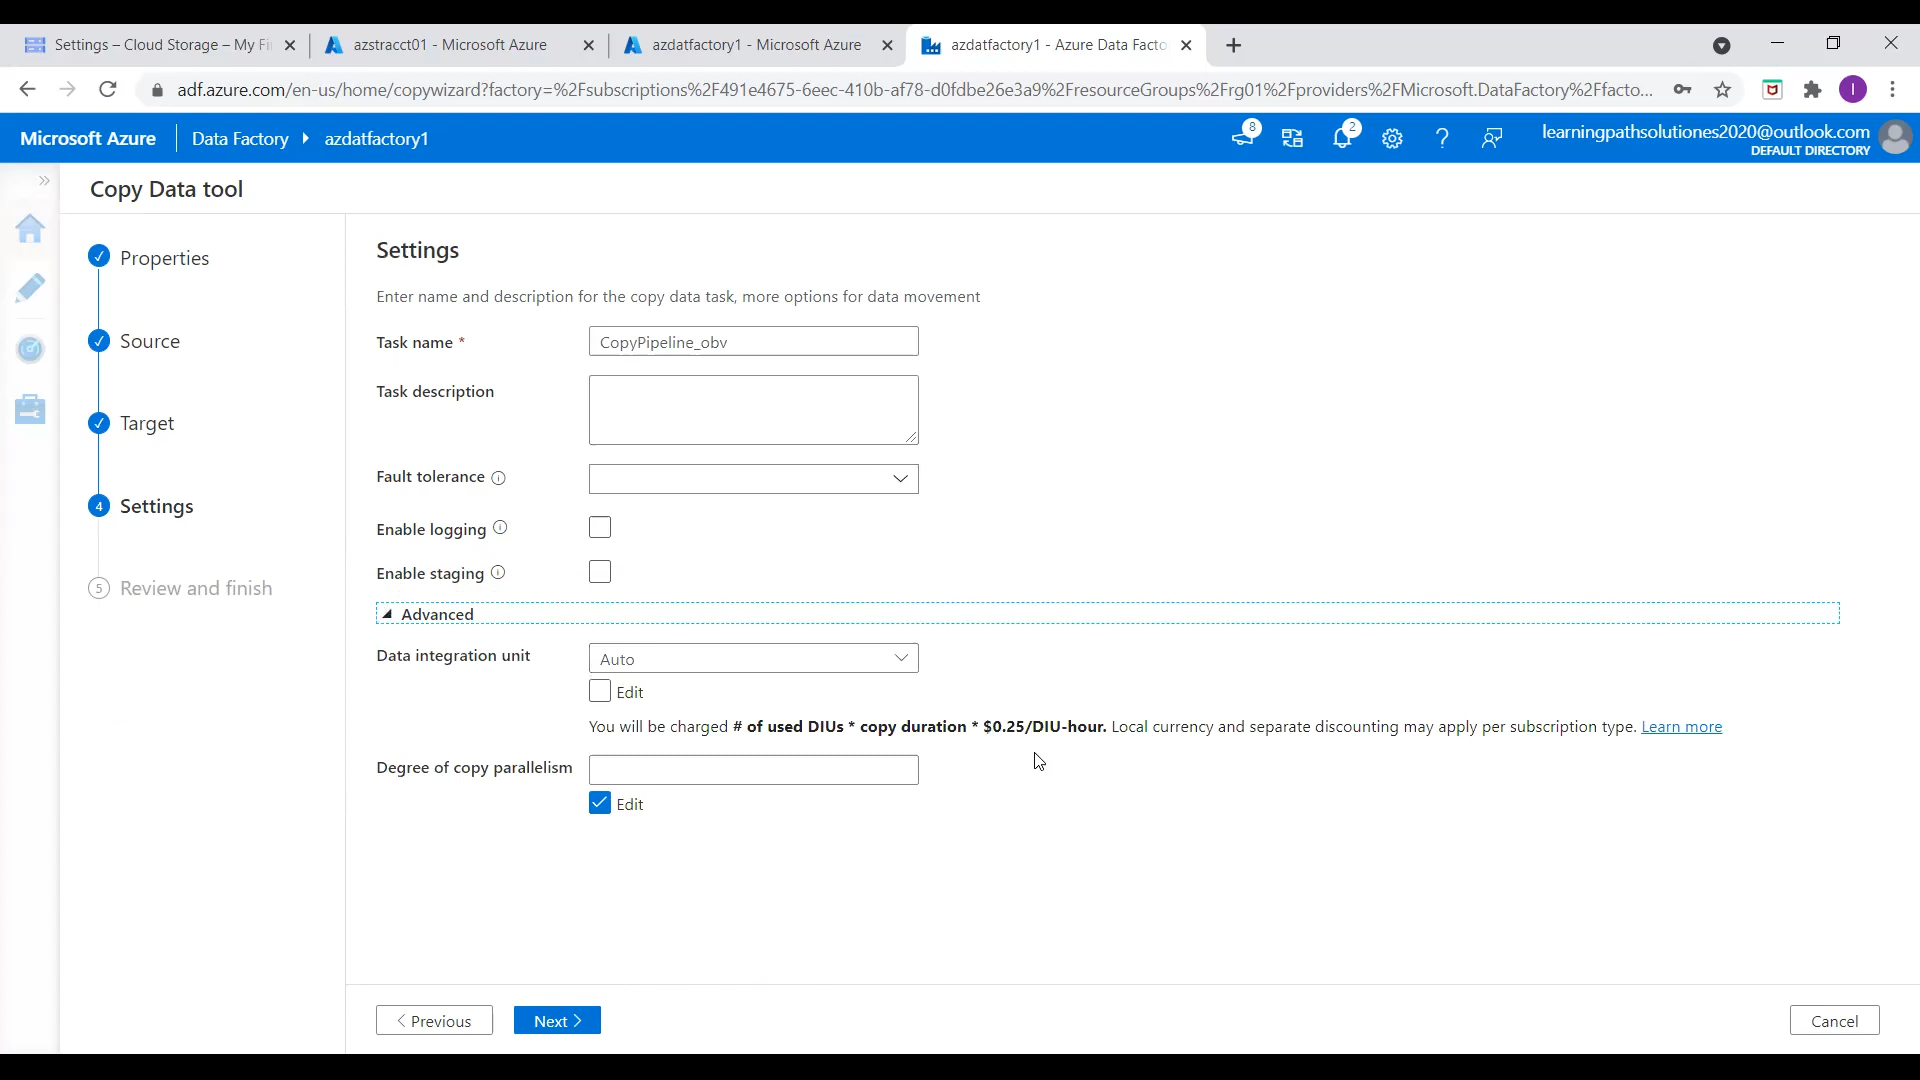 Settings – Cloud Storage – My Fi
azstracct01 - Microsoft Azure
azdatfactory1 - Microsoft Azure
azdatfactory1 - Azure Data Facto
adf.azure.com/en-us/home/copywizard?factory=%2Fsubscriptions%2F491e4675-6eec-410b-af78-d0fdbe26e3a9%2FresourceGroups%2Frg01%2Fproviders%2FMicrosoft.DataFactory%2Ffacto...
I
Microsoft Azure
Data Factory
azdatfactory1
8
2
learningpathsolutiones2020@outlook.com
DEFAULT DIRECTORY
Copy Data tool
Properties
Source
Target
4 Settings
5 Review and finish
Settings
Enter name and description for the copy data task, more options for data movement
Task name *
CopyPipeline_obv
Task description
Fault tolerance
Enable logging
Enable staging
Advanced
Data integration unit
Auto
Edit
You will be charged # of used DIUs * copy duration * $0.25/DIU-hour. Local currency and separate discounting may apply per subscription type. Learn more
Degree of copy parallelism
Edit
Previous
Next
Cancel